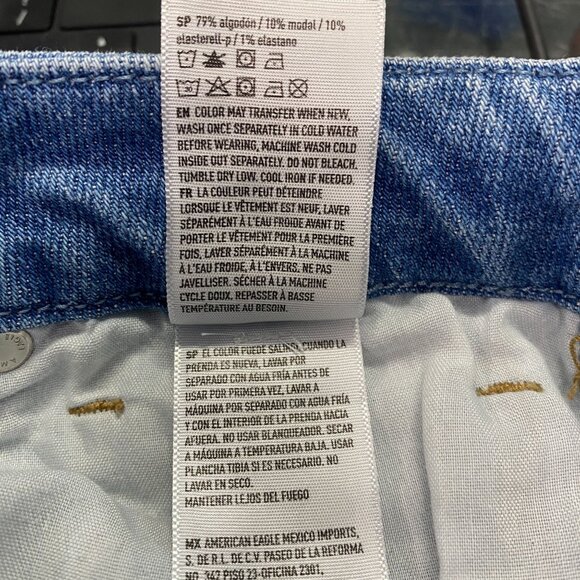 SP 79% algodón / 10% modal / 10%
elasterell-p / 1% elastano
EN COLOR MAY TRANSFER WHEN NEW,
WASH ONCE SEPARATELY IN COLD WATER
BEFORE WEARING, MACHINE WASH COLD
INSIDE OUT SEPARATELY. DO NOT BLEACH.
TUMBLE DRY LOW. COOL IRON IF NEEDED.
FR LA COULEUR PEUT DÉTEINDRE
LORSQUE LE VÊTEMENT EST NEUF, LAVER
SÉPARÉMENT À L'EAU FROIDE AVANT DE
PORTER LE VÊTEMENT POUR LA PREMIÈRE
FOIS, LAVER SÉPARÉMENT À LA MACHINE
À L'EAU FROIDE, À L'ENVERS. NE PAS
JAVELLISER. SÉCHER À LA MACHINE
CYCLE DOUX. REPASSER À BASSE
TEMPÉRATURE AU BESOIN.
SP EL COLOR PUEDE SALIRSE CUANDO LA
PRENDA ES NUEVA, LAVAR POR
SEPARADO CON AGUA FRÍA ANTES DE
USAR POR PRIMERA VEZ, LAVAR A
MÁQUINA POR SEPARADO CON AGUA FRÍA
Y CON EL INTERIOR DE LA PRENDA HACIA
AFUERA. NO USAR BLANQUEADOR. SECAR
A MÁQUINA A TEMPERATURA BAJA. USAR
PLANCHA TIBIA SI ES NECESARIO. NO
LAVAR EN SECO.
MANTENER LEJOS DEL FUEGO
MX AMERICAN EAGLE MEXICO IMPORTS,
S. DE R.L. DE C.V. PASEO DE LA REFORMA
NO. 342 PISO 23-OFICINA 2301,